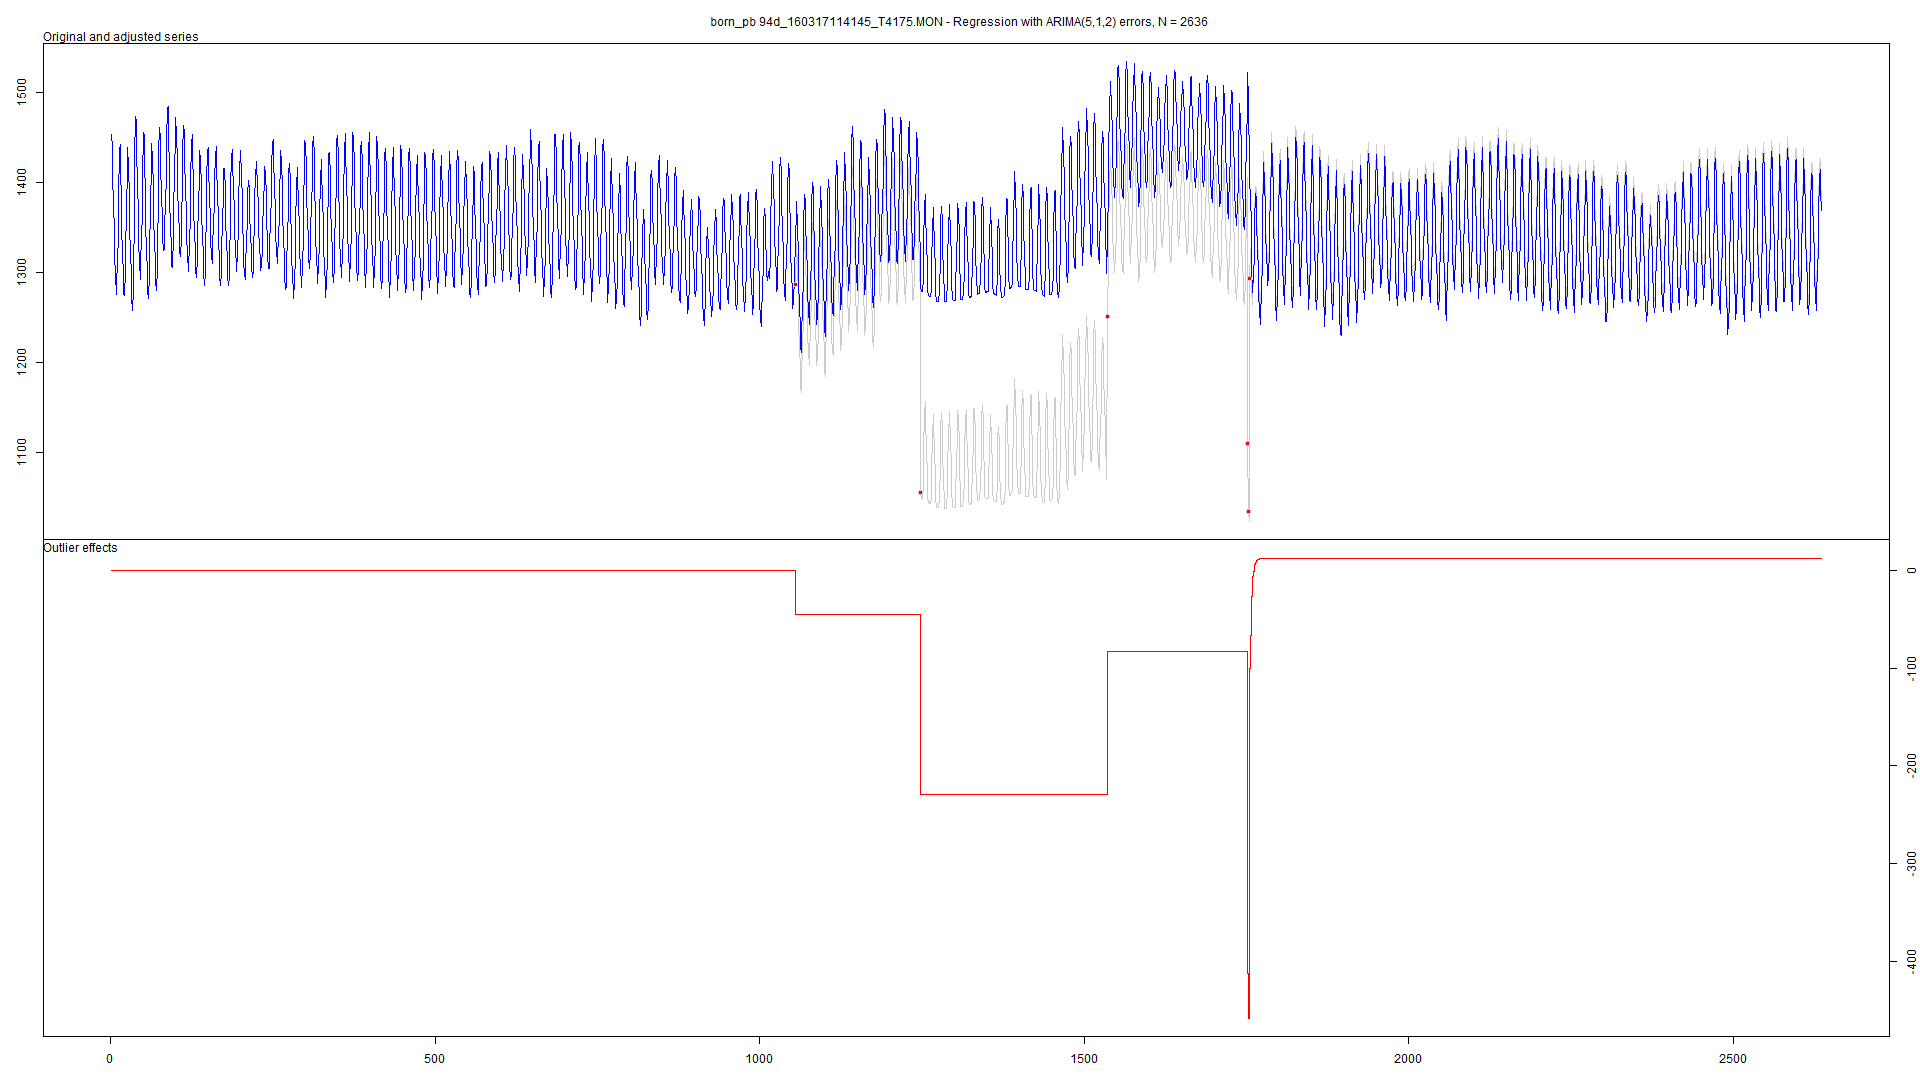 born_pb 94d_160317114145_T4175.MON - Regression with ARIMA(5,1,2) errors, N = 2636
Original and adjusted series
1500
1400
1300
1200
1100
Outlier effects
0
-100
-200
-300
-400
0 500 1000 1500 2000 2500